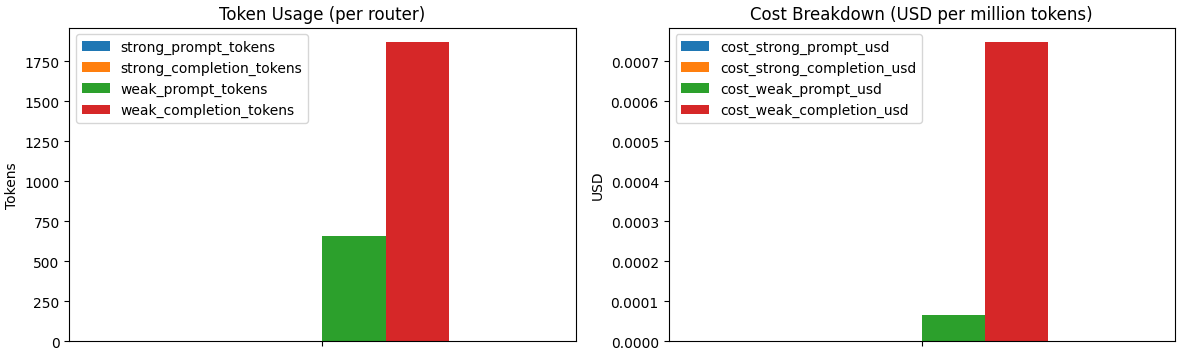 Token Usage (per router)
Tokens
1750
1500
1250
1000
750
500
250
0
strong_prompt_tokens
strong_completion_tokens
weak_prompt_tokens
weak_completion_tokens
Cost Breakdown (USD per million tokens)
USD
0.0007
0.0006
0.0005
0.0004
0.0003
0.0002
0.0001
0.0000
cost_strong_prompt_usd
cost_strong_completion_usd
cost_weak_prompt_usd
cost_weak_completion_usd